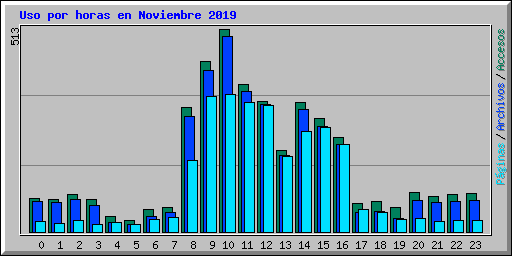 Uso por horas en Noviembre 2019
513
Páginas / Archivos / Accesos
0 1 2 3 4 5 6 7 8 9 10 11 12 13 14 15 16 17 18 19 20 21 22 23